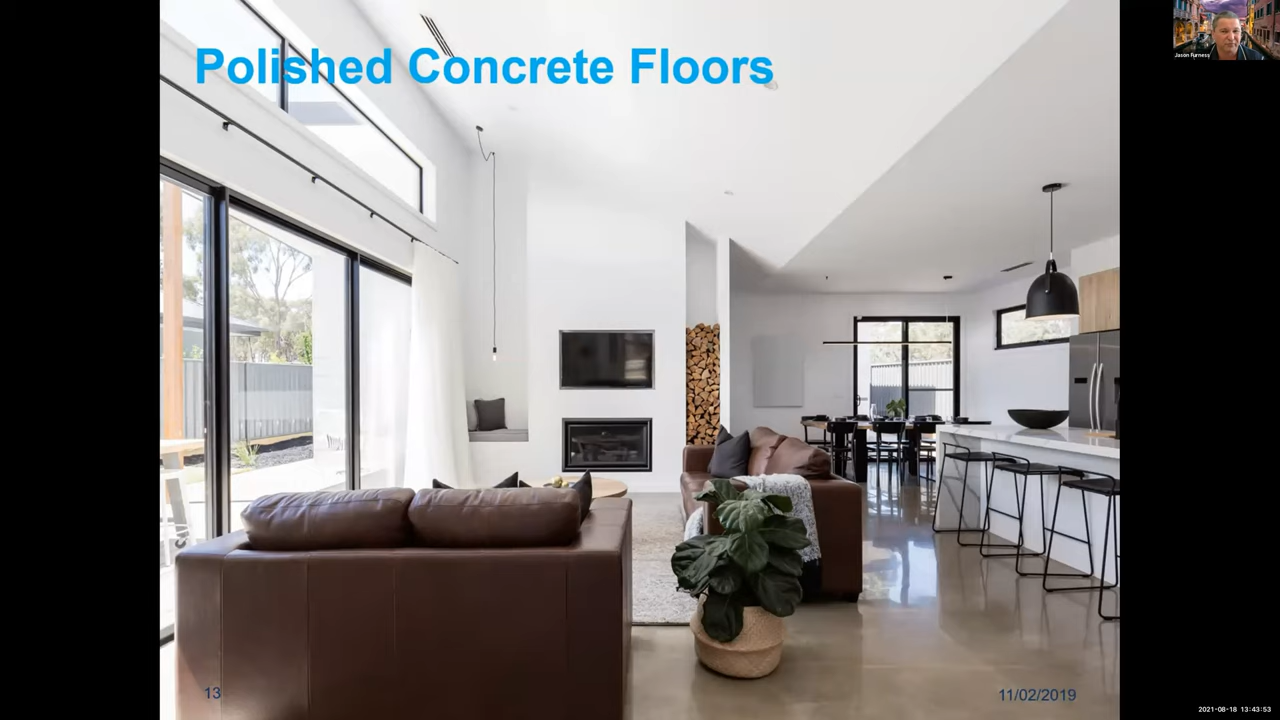 Polished Concrete Floors
Jason Furness
13
11/02/2019
2021-08-18 13:43:53